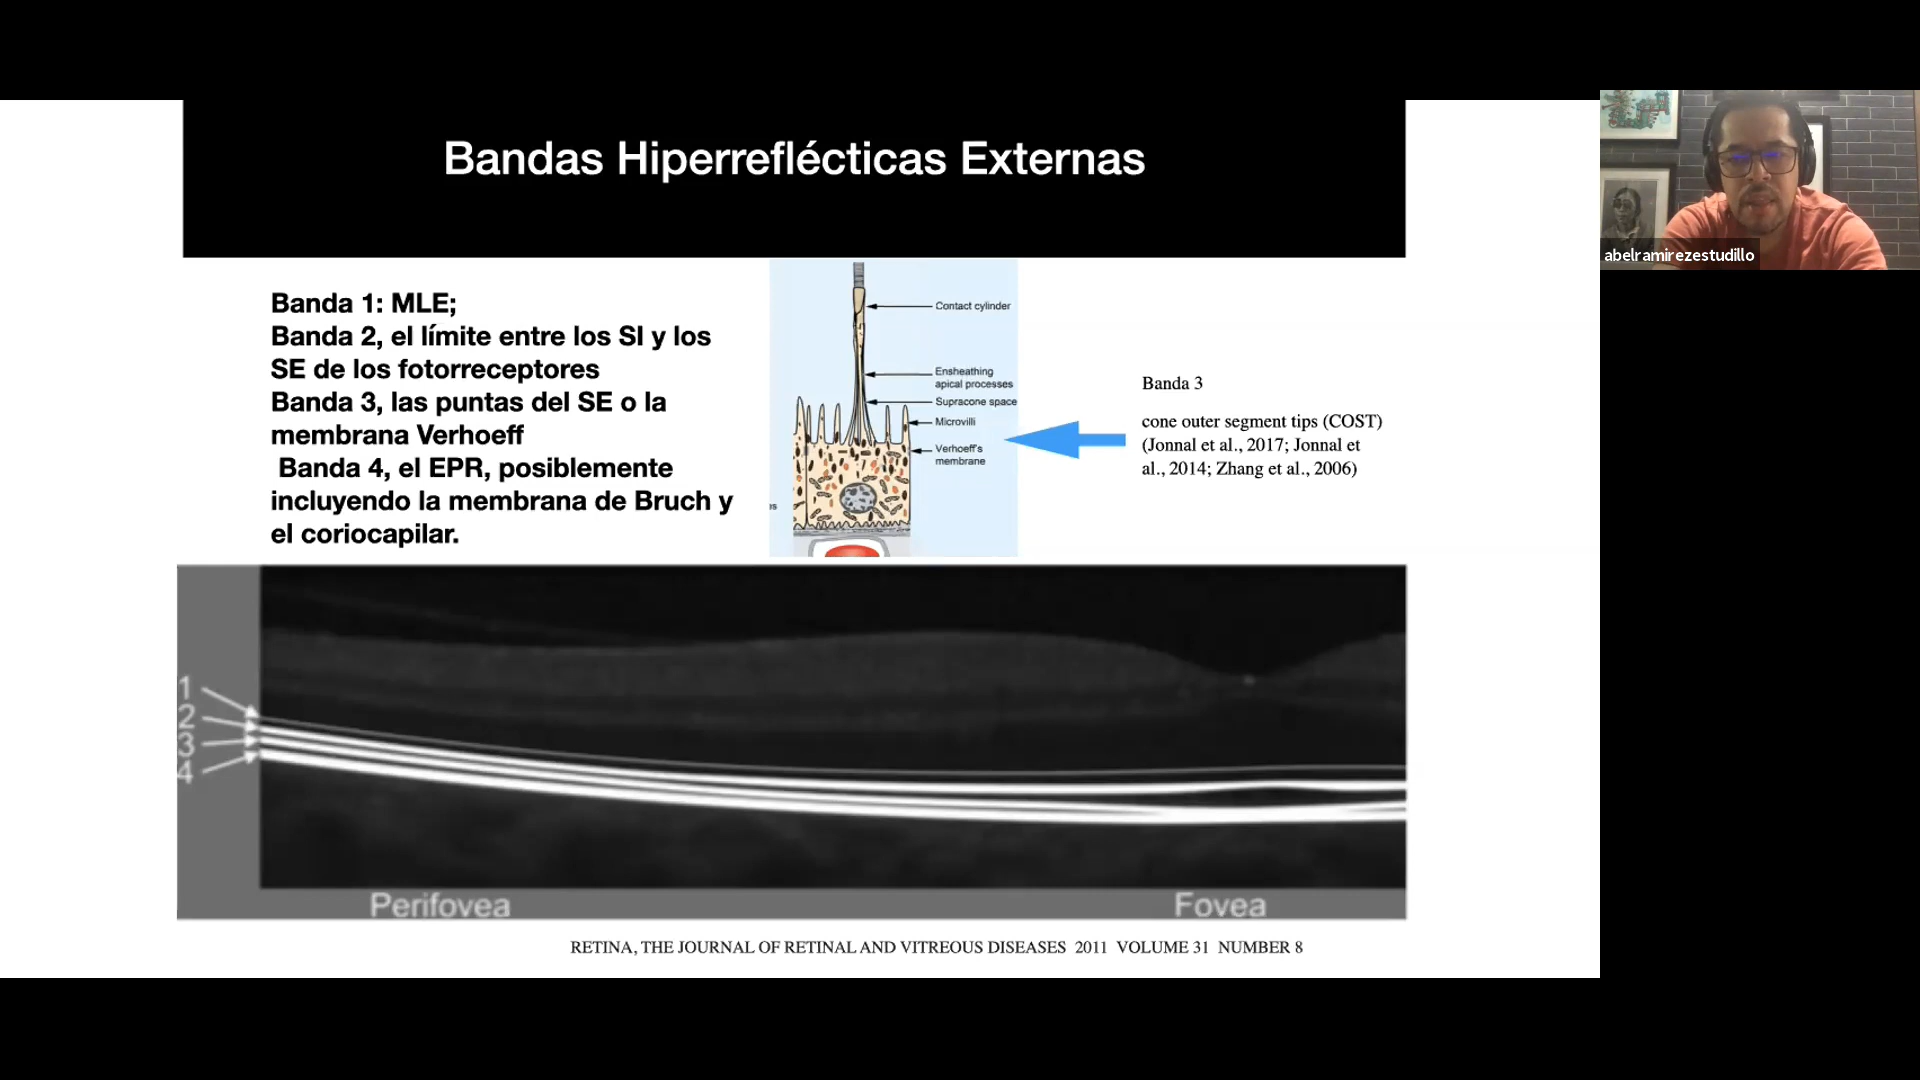 Bandas Hiperreflécticas Externas
abelramirezestudillo
Banda 1: MLE;
Banda 2, el límite entre los SI y los
SE de los fotorreceptores
Banda 3, las puntas del SE o la
membrana Verhoeff
Banda 4, el EPR, posiblemente
incluyendo la membrana de Bruch y
el coriocapilar.
Contact cylinder
Ensheathing
apical processes
Supracone space
Microvilli
Verhoeff's
membrane
es
Banda 3
cone outer segment tips (COST)
(Jonnal et al., 2017; Jonnal et
al., 2014; Zhang et al., 2006)
1
2
3
4
Perifovea
Fovea
RETINA, THE JOURNAL OF RETINAL AND VITREOUS DISEASES 2011 VOLUME 31 NUMBER 8